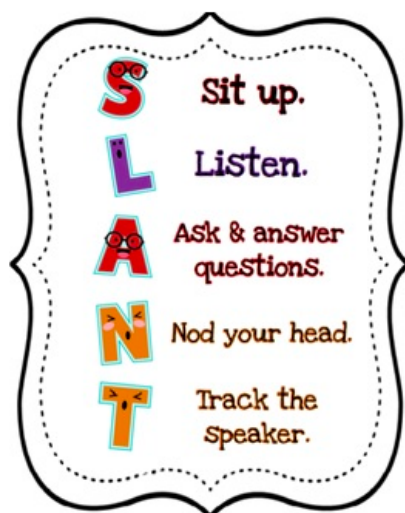 S Sit up.
L Listen.
A Ask & answer
questions.
N Nod your head.
T Track the
speaker.